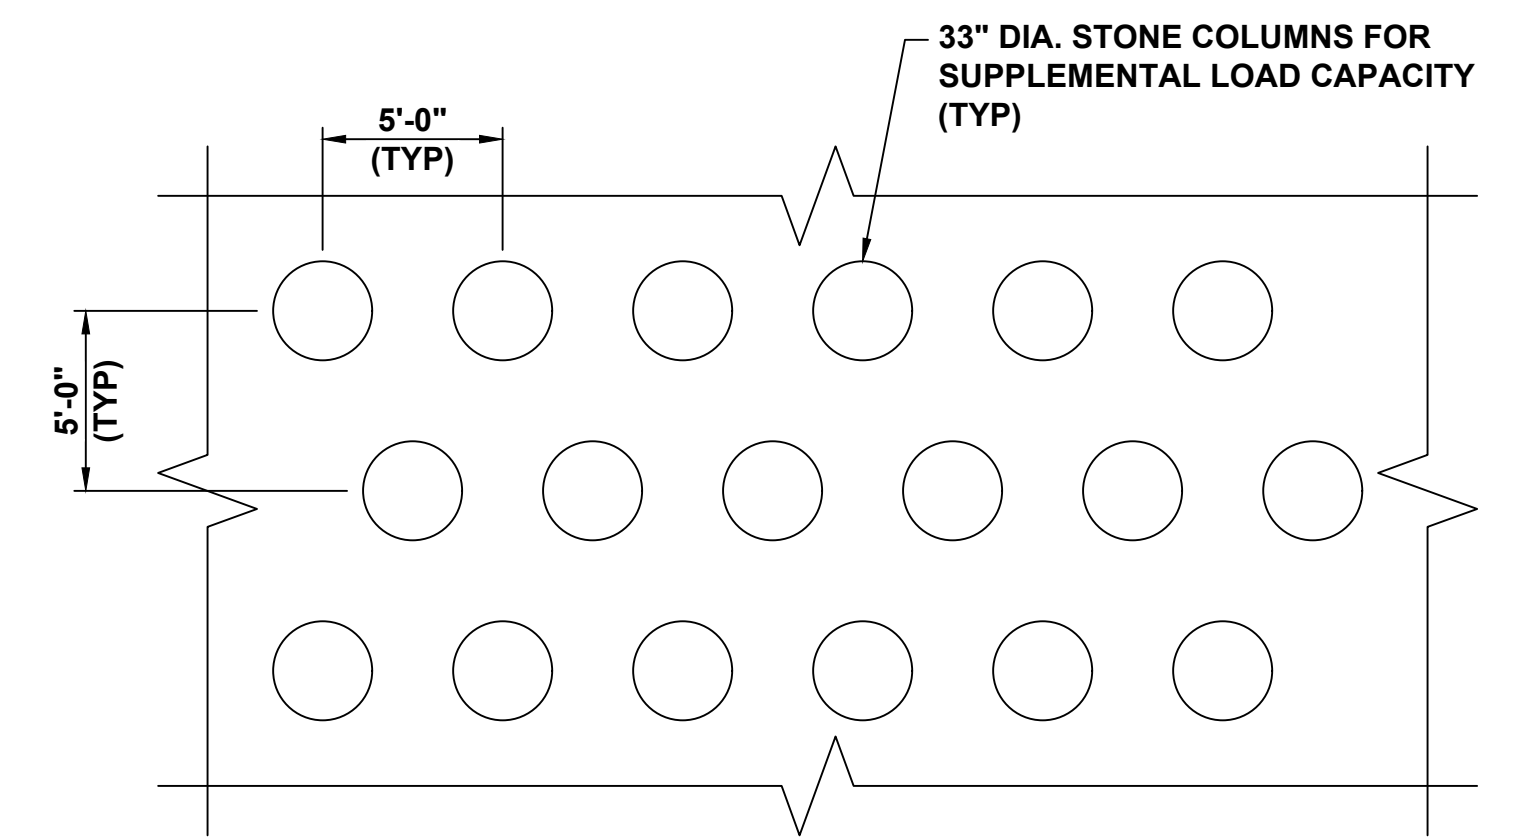 33" DIA. STONE COLUMNS FOR
SUPPLEMENTAL LOAD CAPACITY
(TYP)
5'-0"
(TYP)
5'-0"
(TYP)